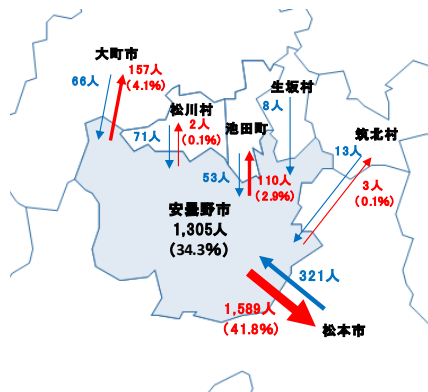 大町市
157人
(4.1%)
66人
松川村
2人
(0.1%)
71人
池田町
53人
110人
(2.9%)
生坂村
8人
筑北村
13人
3人
(0.1%)
安曇野市
1,305人
(34.3%)
321人
1,589人
(41.8%)
松本市